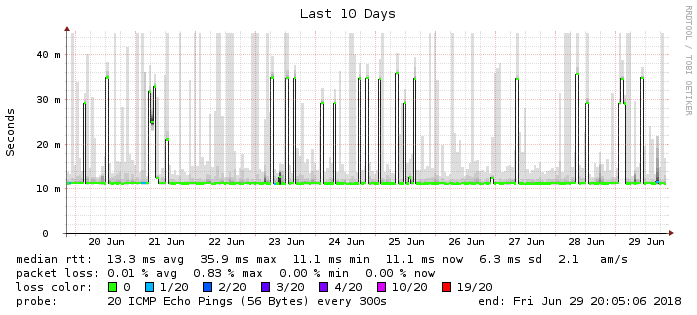 Last 10 Days
RRDTOOL / TOBI OETIKER
Seconds
40 m
30 m
20 m
10 m
0
20 Jun 21 Jun 22 Jun 23 Jun 24 Jun 25 Jun 26 Jun 27 Jun 28 Jun 29 Jun
median rtt: 13.3 ms avg 35.9 ms max 11.1 ms min 11.1 ms now 6.3 ms sd 2.1 am/s
packet loss: 0.01 % avg 0.83 % max 0.00 % min 0.00 % now
loss color: 0 1/20 2/20 3/20 4/20 10/20 19/20
probe: 20 ICMP Echo Pings (56 Bytes) every 300s end: Fri Jun 29 20:05:06 2018